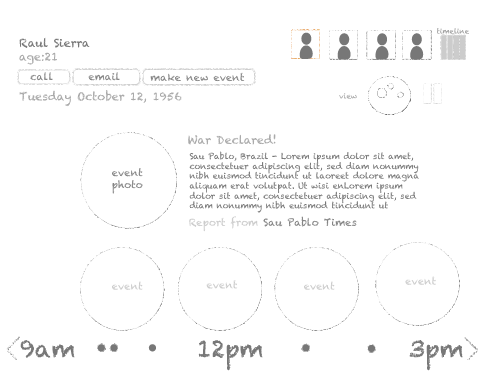 timeline
Raul Sierra
age:21
call email make new event
Tuesday October 12, 1956
view
War Declared!
event
photo
Sau Pablo, Brazil - Lorem ipsum dolor sit amet,
consectetuer adipiscing elit, sed diam nonummy
nibh euismod tincidunt ut laoreet dolore magna
aliquam erat volutpat. Ut wisi enlorem ipsum
dolor sit amet, consectetuer adipiscing elit, sed
diam nonummy nibh euismod tincidunt ut
Report from Sau Pablo Times
event event event event
9am 12pm 3pm